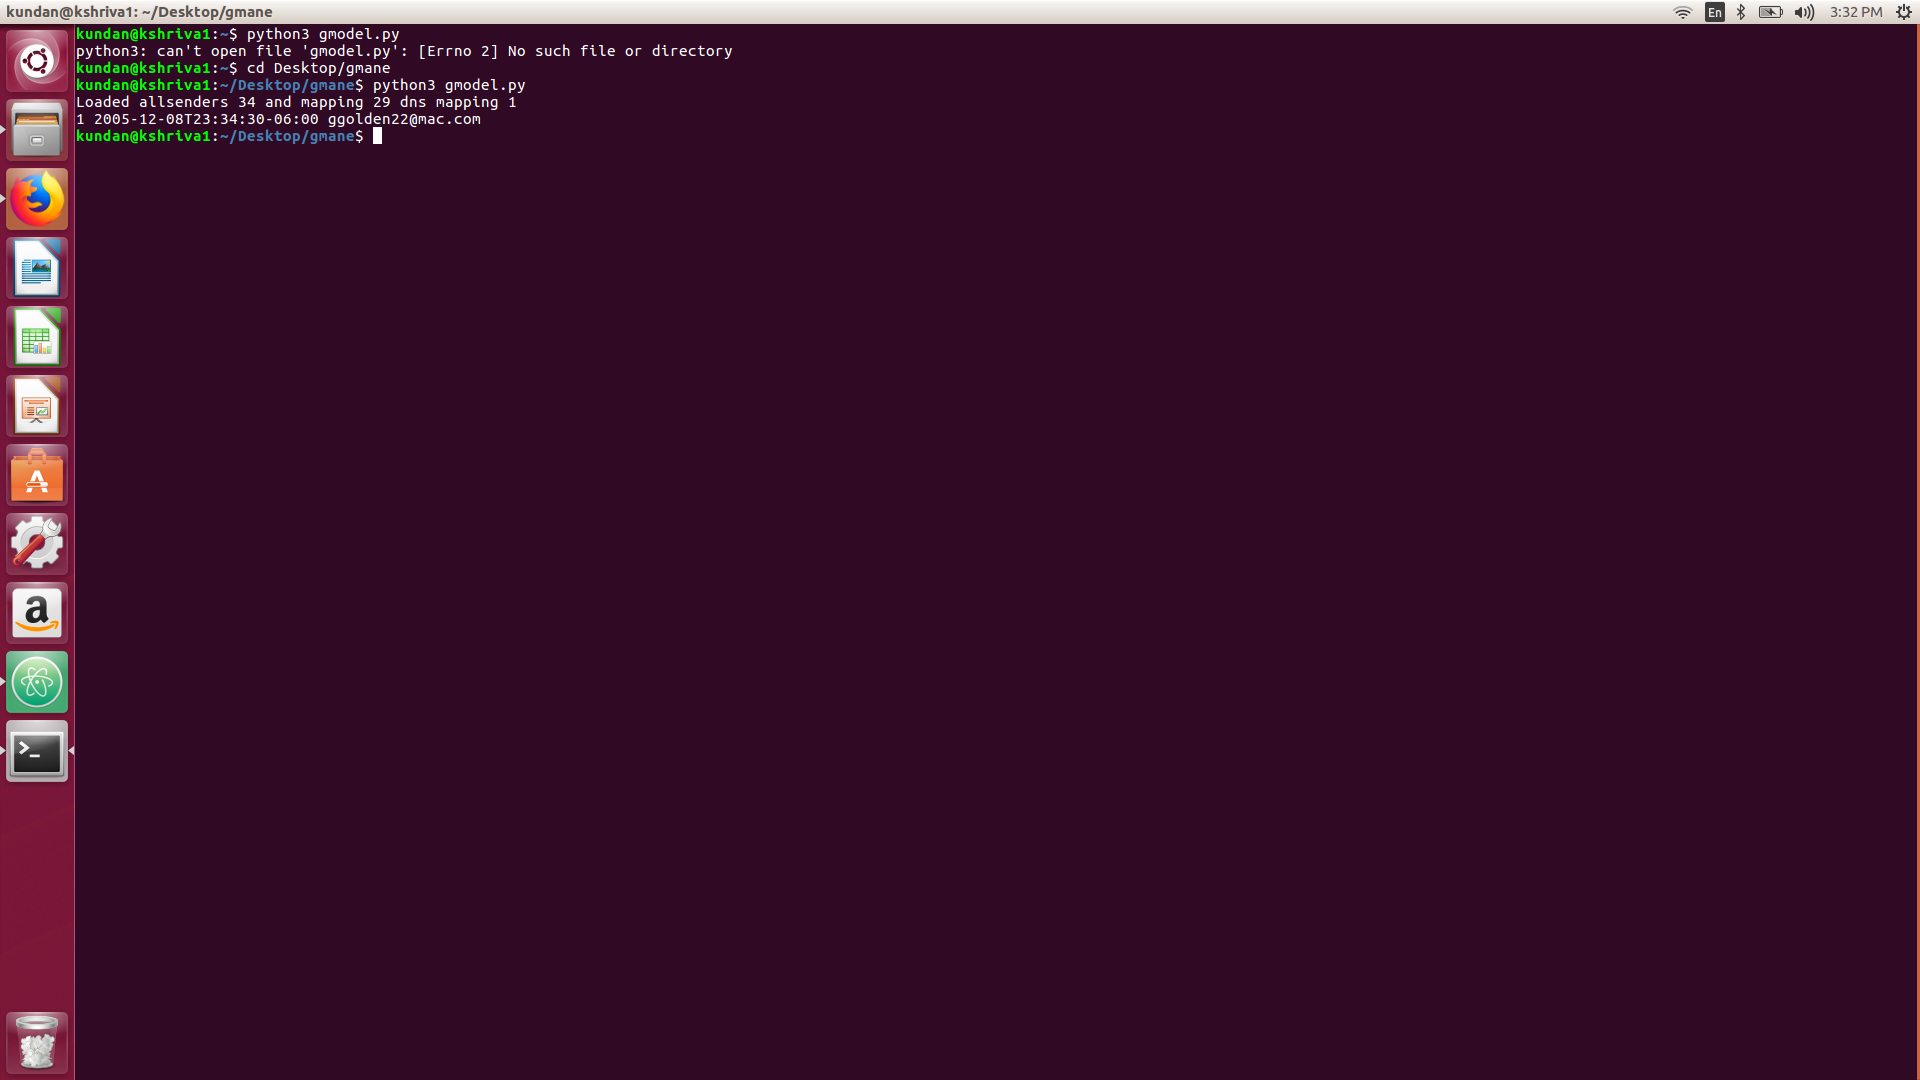 kundan@kshriva1: ~/Desktop/gmane
En
3:32 PM
kundan@kshriva1:~$ python3 gmodel.py
python3: can't open file 'gmodel.py': [Errno 2] No such file or directory
kundan@kshriva1:~$ cd Desktop/gmane
kundan@kshriva1:~/Desktop/gmane$ python3 gmodel.py
Loaded allsenders 34 and mapping 29 dns mapping 1
1 2005-12-08T23:34:30-06:00 ggolden22@mac.com
kundan@kshriva1:~/Desktop/gmane$